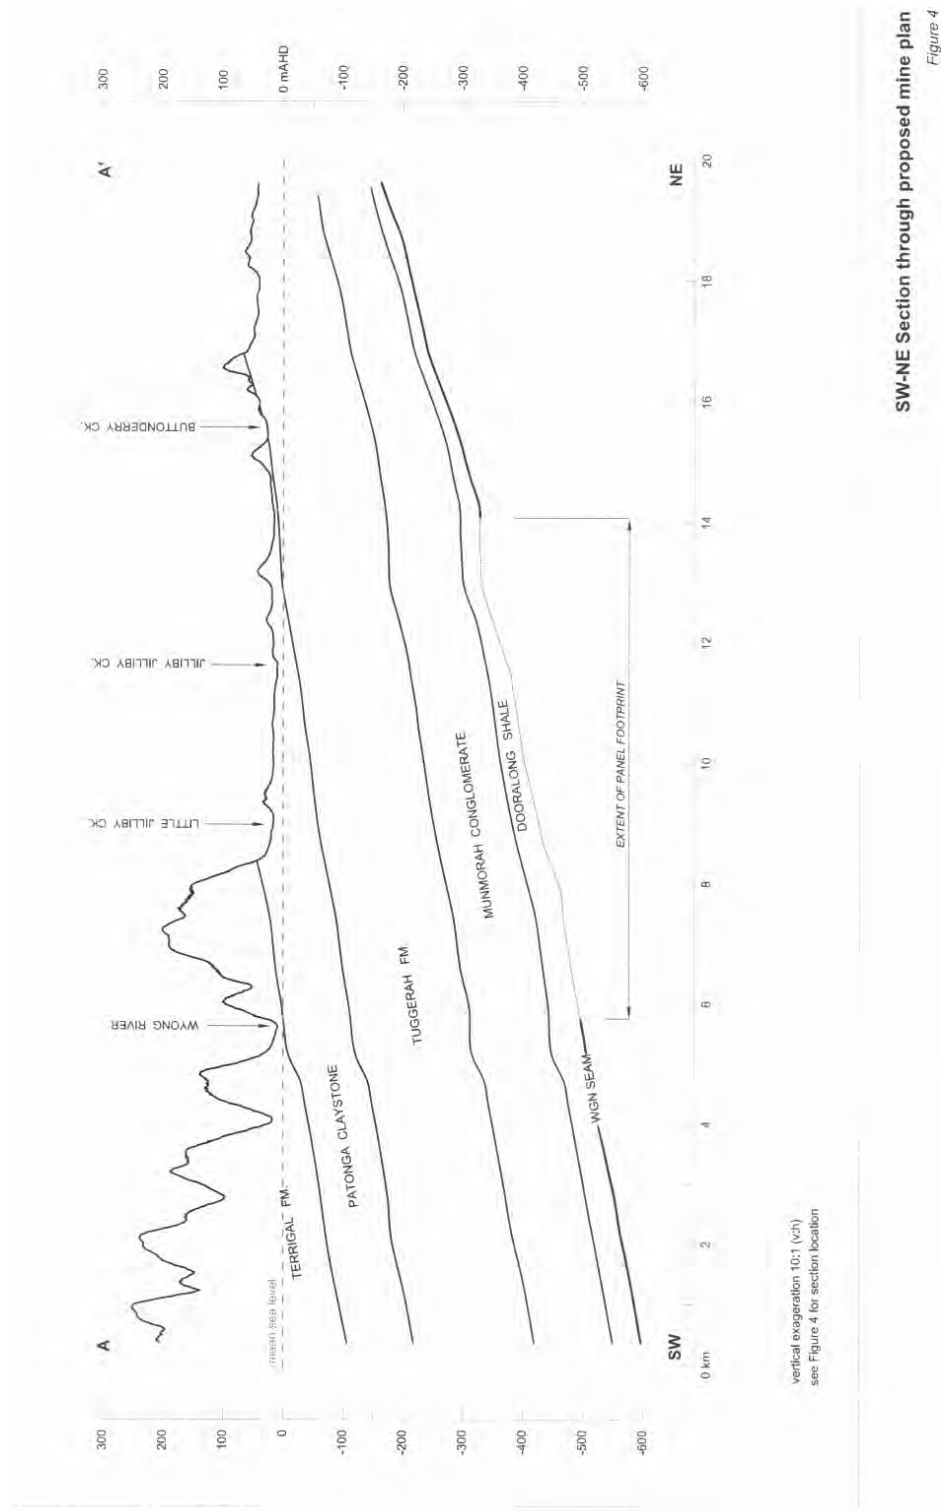 A
A'
300
200
100
0
-100
-200
-300
-400
-500
-600
300
200
100
0 mAHD
-100
-200
-300
-400
-500
-600
WYONG RIVER
LITTLE JILLIBY CK.
JILLIBY JILLIBY CK.
BUTTONDERRY CK.
mean sea level
TERRIGAL FM.
PATONGA CLAYSTONE
TUGGERAH FM.
MUNMORAH CONGLOMERATE
DOORALONG SHALE
WGN SEAM
EXTENT OF PANEL FOOTPRINT
SW
NE
0 km
2
4
6
8
10
12
14
16
18
20
vertical exageration 10:1 (v:h)
see Figure 4 for section location
SW-NE Section through proposed mine plan
Figure 4